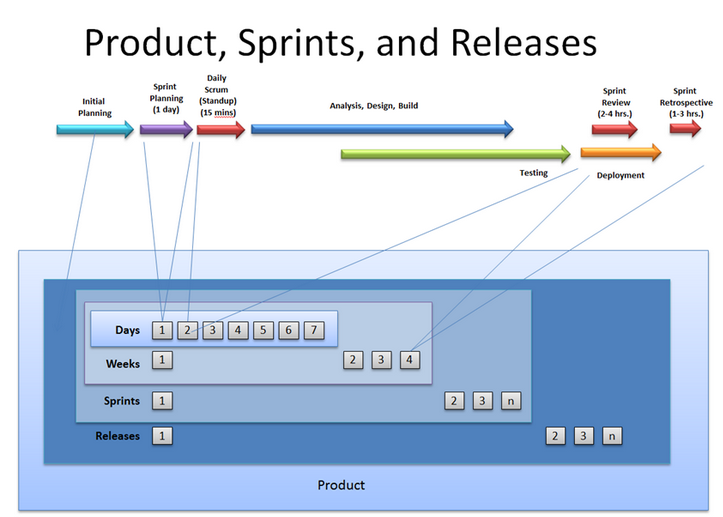 Product, Sprints, and Releases
Initial
Planning
Sprint
Planning
(1 day)
Daily
Scrum
(Standup)
(15 mins)
Analysis, Design, Build
Sprint
Review
(2-4 hrs.)
Sprint
Retrospective
(1-3 hrs.)
Testing
Deployment
Days 1 2 3 4 5 6 7
Weeks 1 2 3 4
Sprints 1 2 3 n
Releases 1 2 3 n
Product